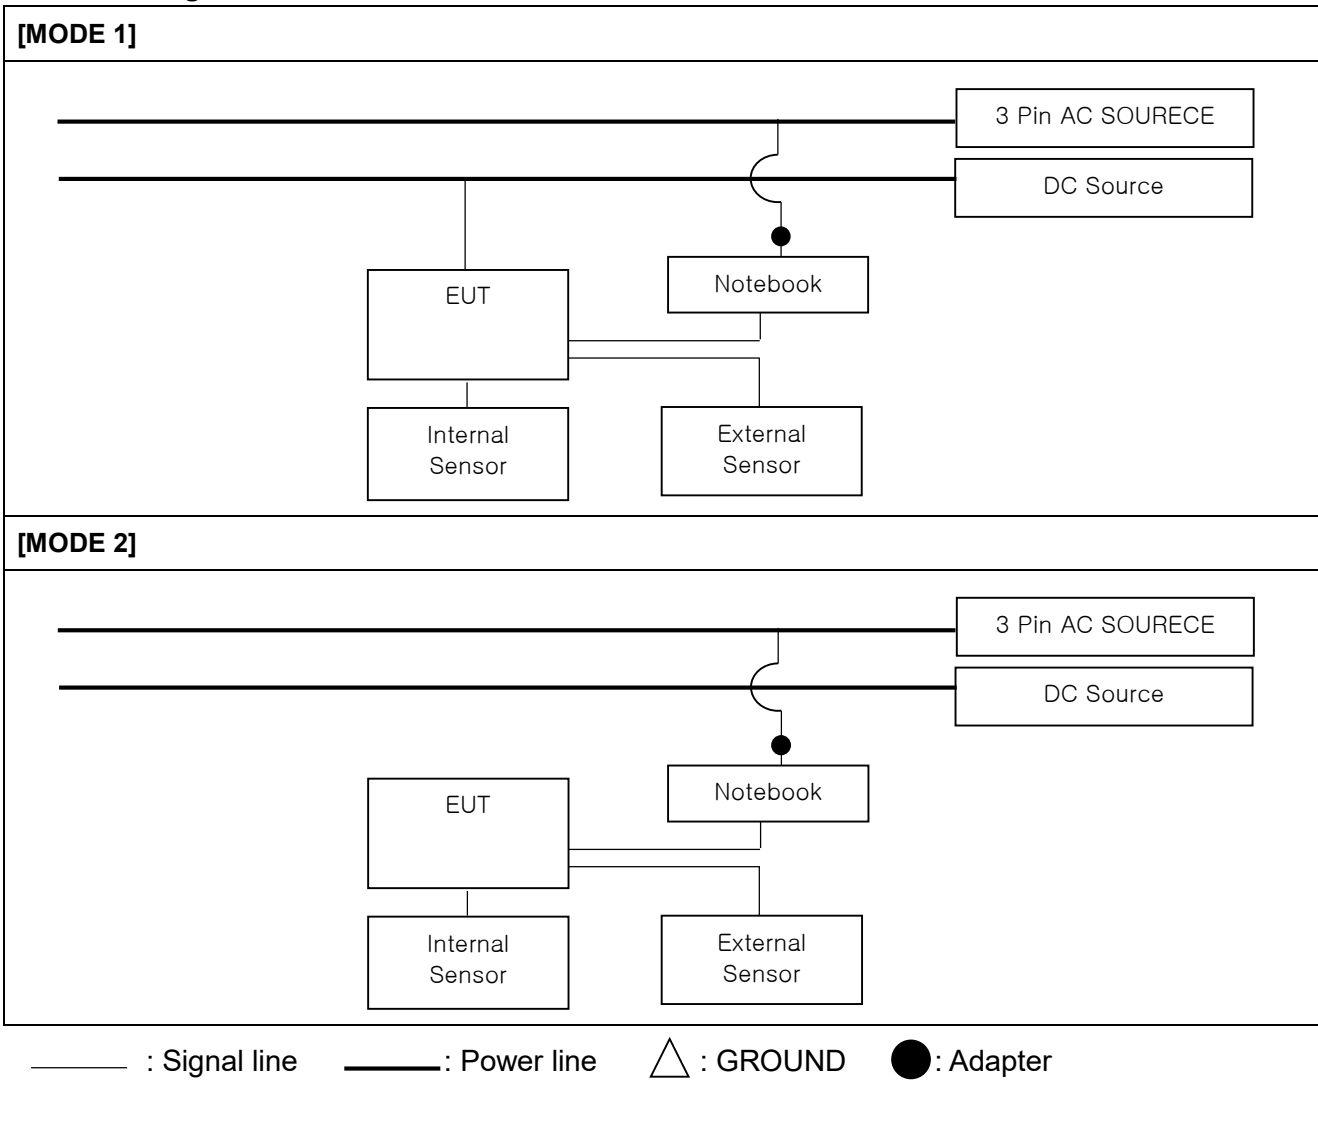 [MODE 1]
3 Pin AC SOURECE
DC Source
Notebook
EUT
Internal
Sensor
External
Sensor
[MODE 2]
3 Pin AC SOURECE
DC Source
Notebook
EUT
Internal
Sensor
External
Sensor
: Signal line : Power line : GROUND : Adapter